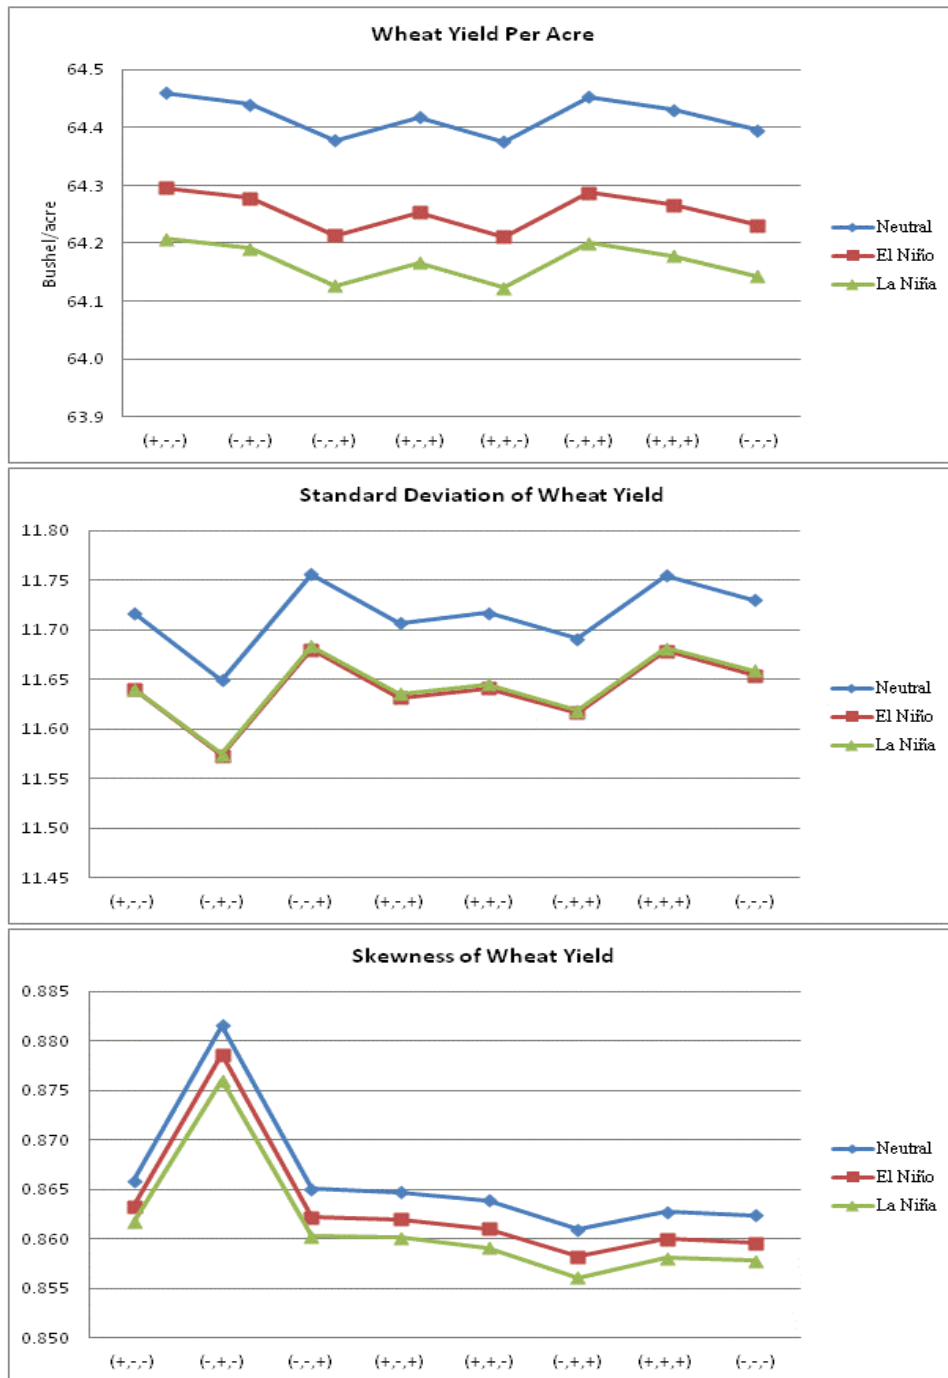 Wheat Yield Per Acre
64.5
64.4
64.3
64.2
64.1
64.0
63.9
Bushel/acre
(+,-,-) (-,+,-) (-,-,+) (+,-,+) (+,+,-) (-,+,+) (+,+,+) (-,-,-)
Neutral
El Niño
La Niña
Standard Deviation of Wheat Yield
11.80
11.75
11.70
11.65
11.60
11.55
11.50
11.45
(+,-,-) (-,+,-) (-,-,+) (+,-,+) (+,+,-) (-,+,+) (+,+,+) (-,-,-)
Neutral
El Niño
La Niña
Skewness of Wheat Yield
0.885
0.880
0.875
0.870
0.865
0.860
0.855
0.850
(+,-,-) (-,+,-) (-,-,+) (+,-,+) (+,+,-) (-,+,+) (+,+,+) (-,-,-)
Neutral
El Niño
La Niña